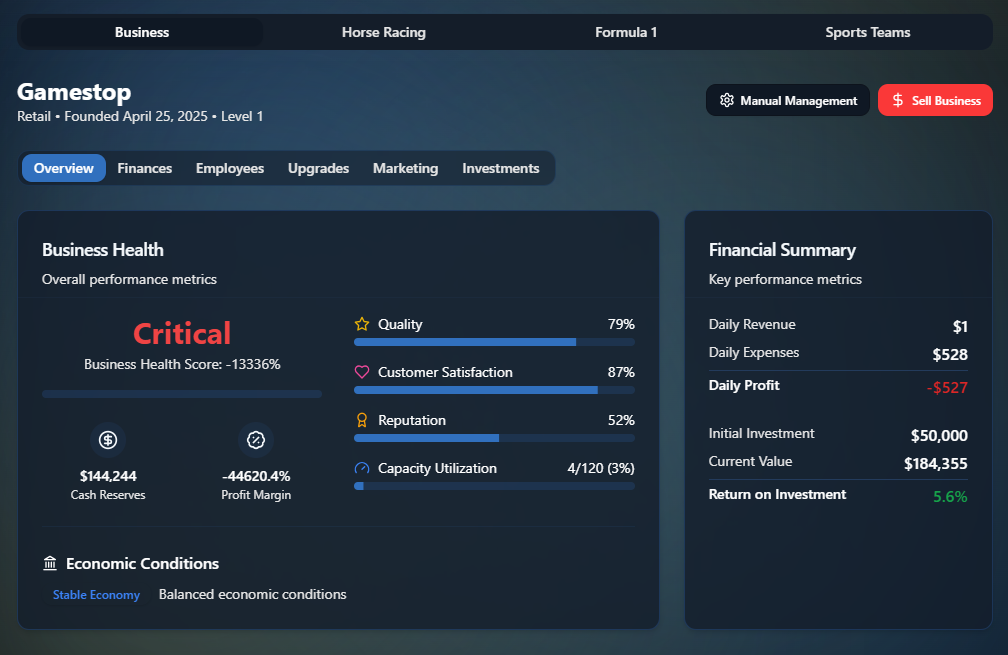 Business Horse Racing Formula 1 Sports Teams
Gamestop
Retail • Founded April 25, 2025 • Level 1
Manual Management
Sell Business
Overview Finances Employees Upgrades Marketing Investments
Business Health
Overall performance metrics
Critical
Business Health Score: -13336%
$144,244
Cash Reserves
-44620.4%
Profit Margin
Quality 79%
Customer Satisfaction 87%
Reputation 52%
Capacity Utilization 4/120 (3%)
Economic Conditions
Stable Economy Balanced economic conditions
Financial Summary
Key performance metrics
Daily Revenue $1
Daily Expenses $528
Daily Profit -$527
Initial Investment $50,000
Current Value $184,355
Return on Investment 5.6%